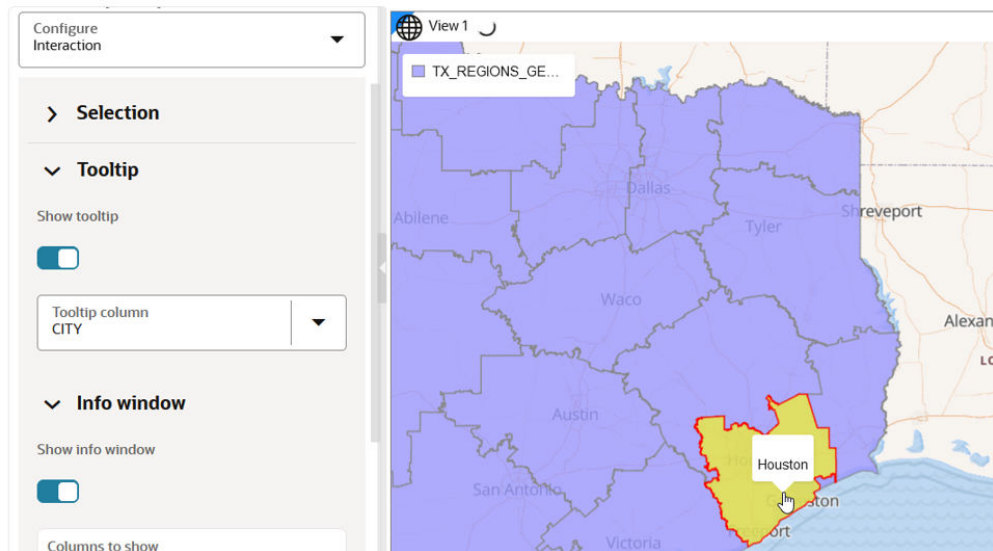 Configure
Interaction
Selection
Tooltip
Show tooltip
Tooltip column
CITY
Info window
Show info window
Columns to show
View 1
TX_REGIONS_GE...
Dallas
Abilene
Shreveport
Tyler
Waco
Alexan
Austin
Houston
San Antonio
Victoria